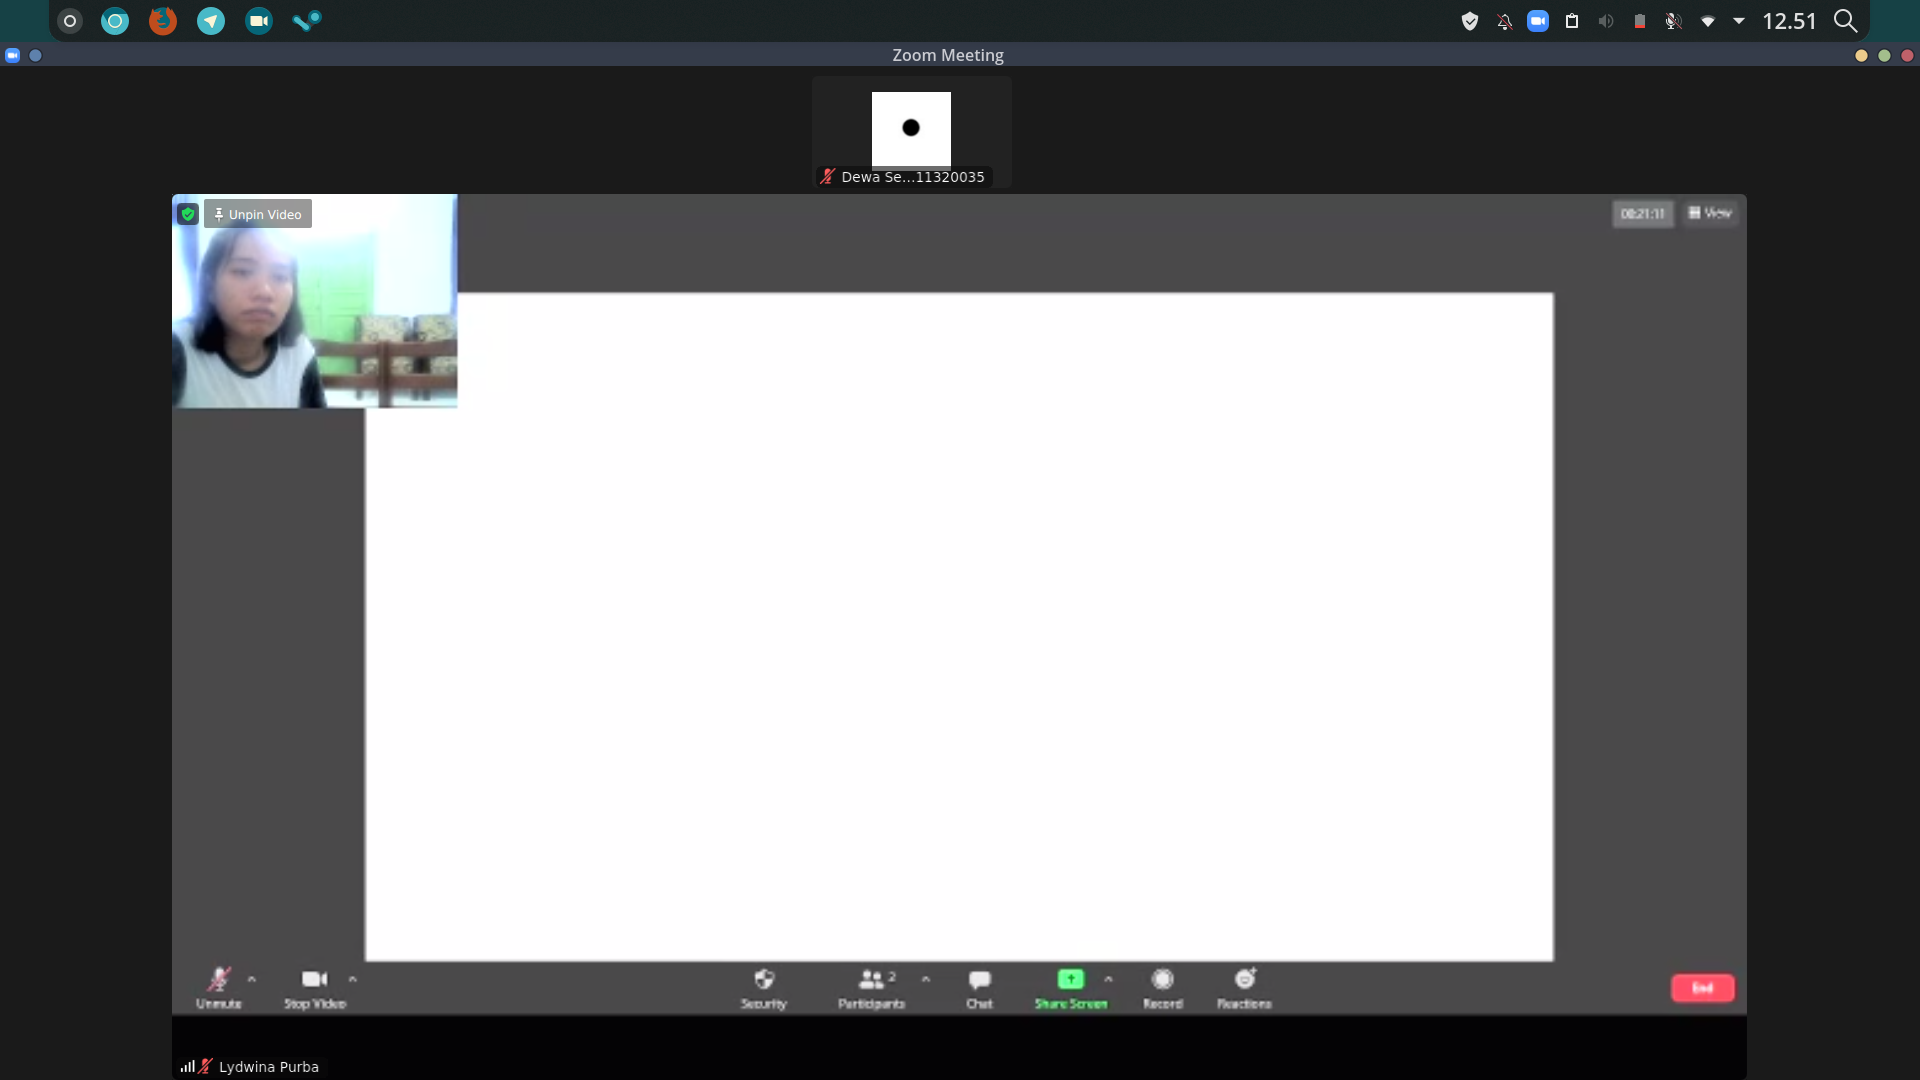 12.51
Zoom Meeting
Dewa Se...11320035
Unpin Video
00:21:11
View
Unmute
Stop Video
Security
2
Participants
Chat
Share Screen
Record
Reactions
End
Lydwina Purba